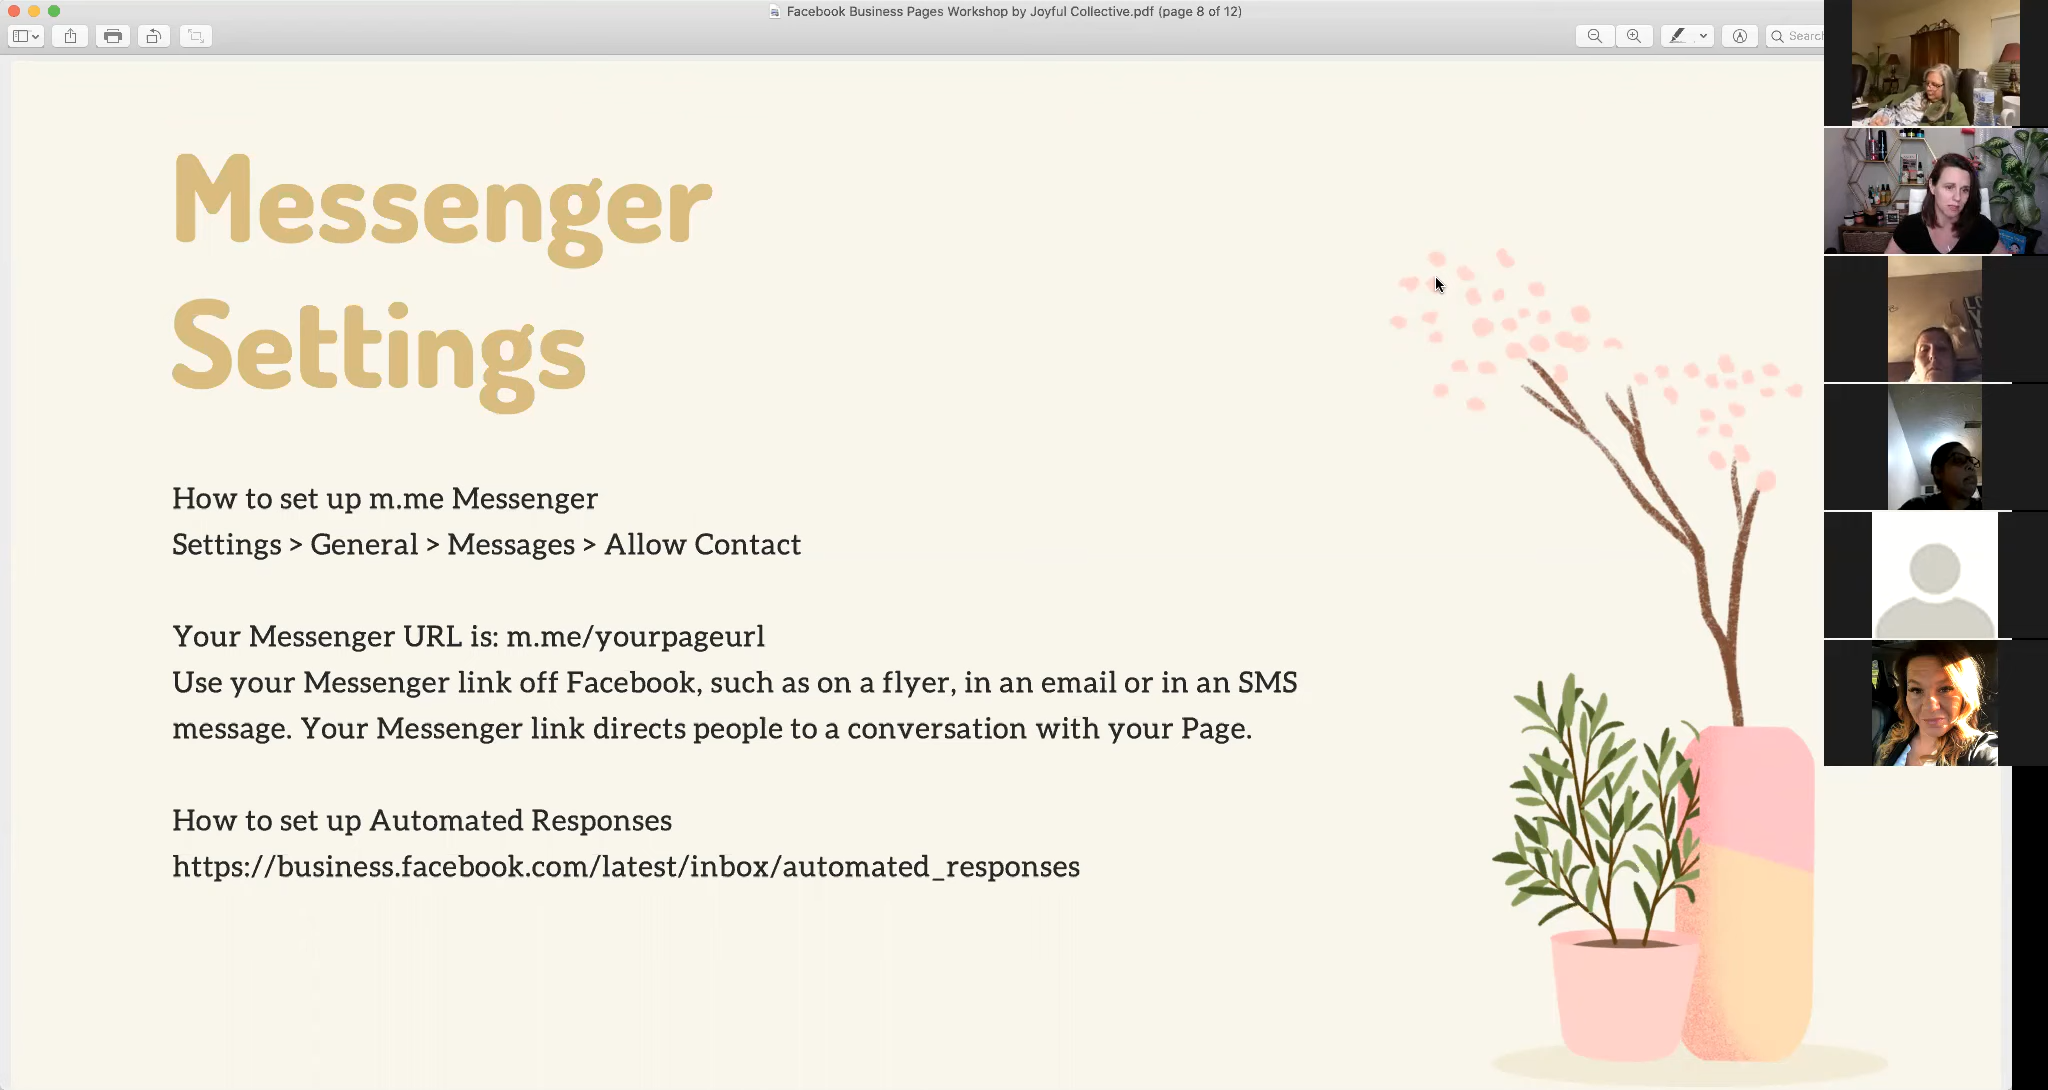 Facebook Business Pages Workshop by Joyful Collective.pdf (page 8 of 12)
Search
Messenger
Settings
How to set up m.me Messenger
Settings > General > Messages > Allow Contact
Your Messenger URL is: m.me/yourpageurl
Use your Messenger link off Facebook, such as on a flyer, in an email or in an SMS
message. Your Messenger link directs people to a conversation with your Page.
How to set up Automated Responses
https://business.facebook.com/latest/inbox/automated_responses